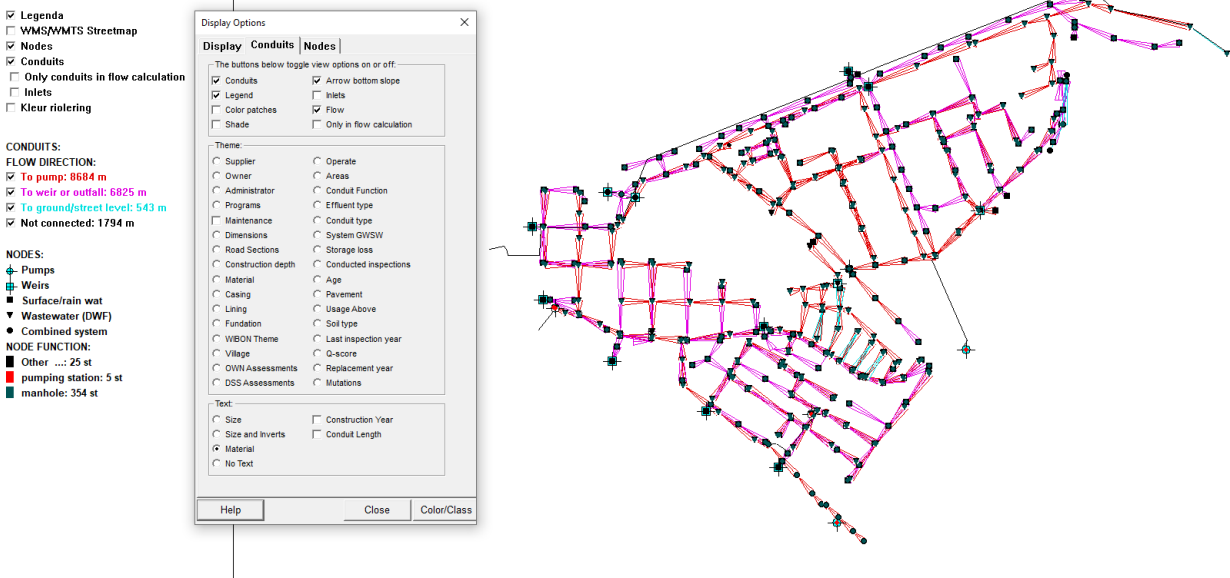 Legenda
WMS/WMTS Streetmap
Nodes
Conduits
Only conduits in flow calculation
Inlets
Kleur riolering
CONDUITS:
FLOW DIRECTION:
To pump: 8684 m
To weir or outfall: 6825 m
To ground/street level: 543 m
Not connected: 1794 m
NODES:
Pumps
Weirs
Surface/rain wat
Wastewater (DWF)
Combined system
NODE FUNCTION:
Other ...: 25 st
pumping station: 5 st
manhole: 354 st
Display Options
Display Conduits Nodes
The buttons below toggle view options on or off:
Conduits Arrow bottom slope
Legend Inlets
Color patches Flow
Shade Only in flow calculation
Theme:
Supplier Operate
Owner Areas
Administrator Conduit Function
Programs Effluent type
Maintenance Conduit type
Dimensions System GWSW
Road Sections Storage loss
Construction depth Conducted inspections
Material Age
Casing Pavement
Lining Usage Above
Fundation Soil type
WIBON Theme Last inspection year
Village Q-score
OWN Assessments Replacement year
DSS Assessments Mutations
Text:
Size Construction Year
Size and Inverts Conduit Length
Material
No Text
Help Close Color/Class